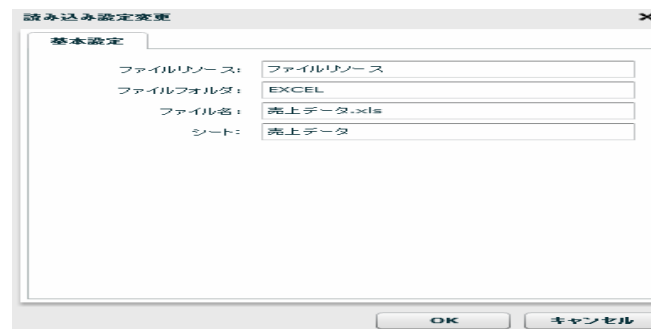 読み込み設定変更
基本設定
ファイルリソース: ファイルリソース
ファイルフォルダ: EXCEL
ファイル名: 売上データ.xls
シート: 売上データ
OK キャンセル